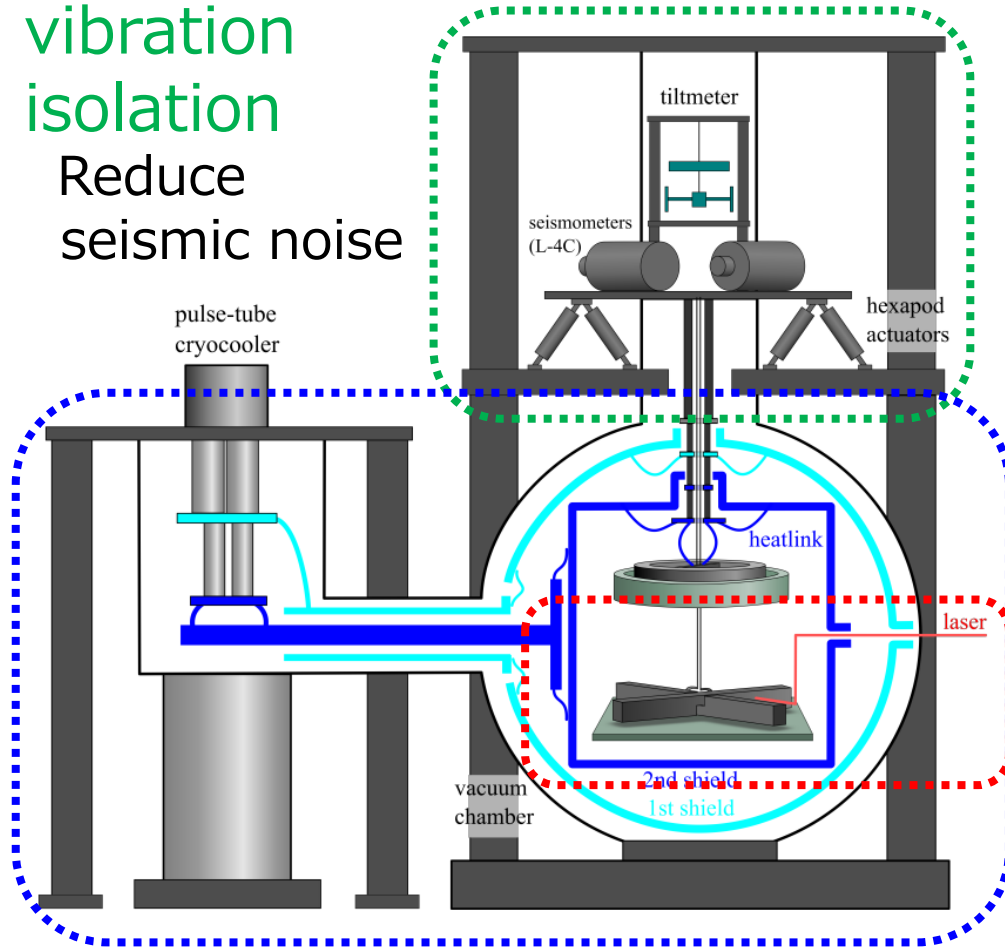 vibration
isolation
Reduce
seismic noise
tiltmeter
seismometers
(L-4C)
hexapod
actuators
pulse-tube
cryocooler
heatlink
laser
2nd shield
1st shield
vacuum
chamber